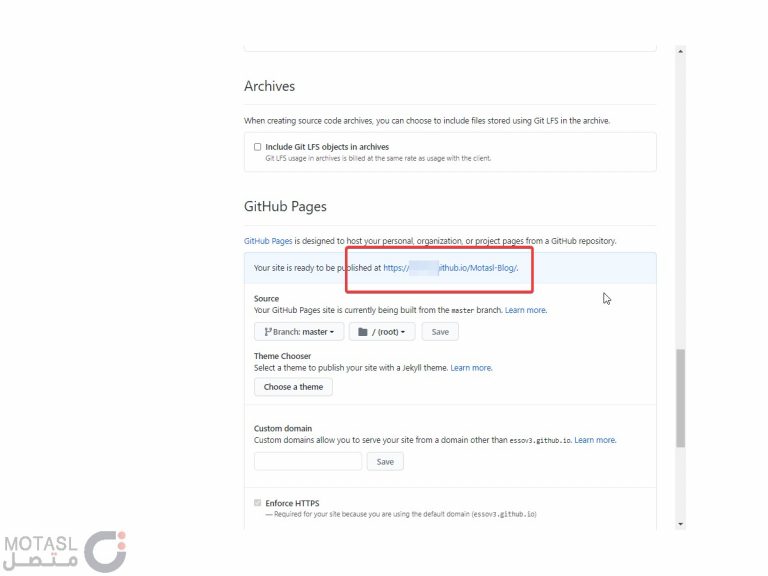 Archives
When creating source code archives, you can choose to include files stored using Git LFS in the archive.
Include Git LFS objects in archives
Git LFS usage in archives is billed at the same rate as usage with the client.
GitHub Pages
GitHub Pages is designed to host your personal, organization, or project pages from a GitHub repository.
Your site is ready to be published at https:// github.io/Motasl-Blog/.
Source
Your GitHub Pages site is currently being built from the master branch. Learn more.
Branch: master / (root) Save
Theme Chooser
Select a theme to publish your site with a Jekyll theme. Learn more.
Choose a theme
Custom domain
Custom domains allow you to serve your site from a domain other than essov3.github.io. Learn more.
Save
Enforce HTTPS
— Required for your site because you are using the default domain (essov3.github.io)
MOTASL
متصل